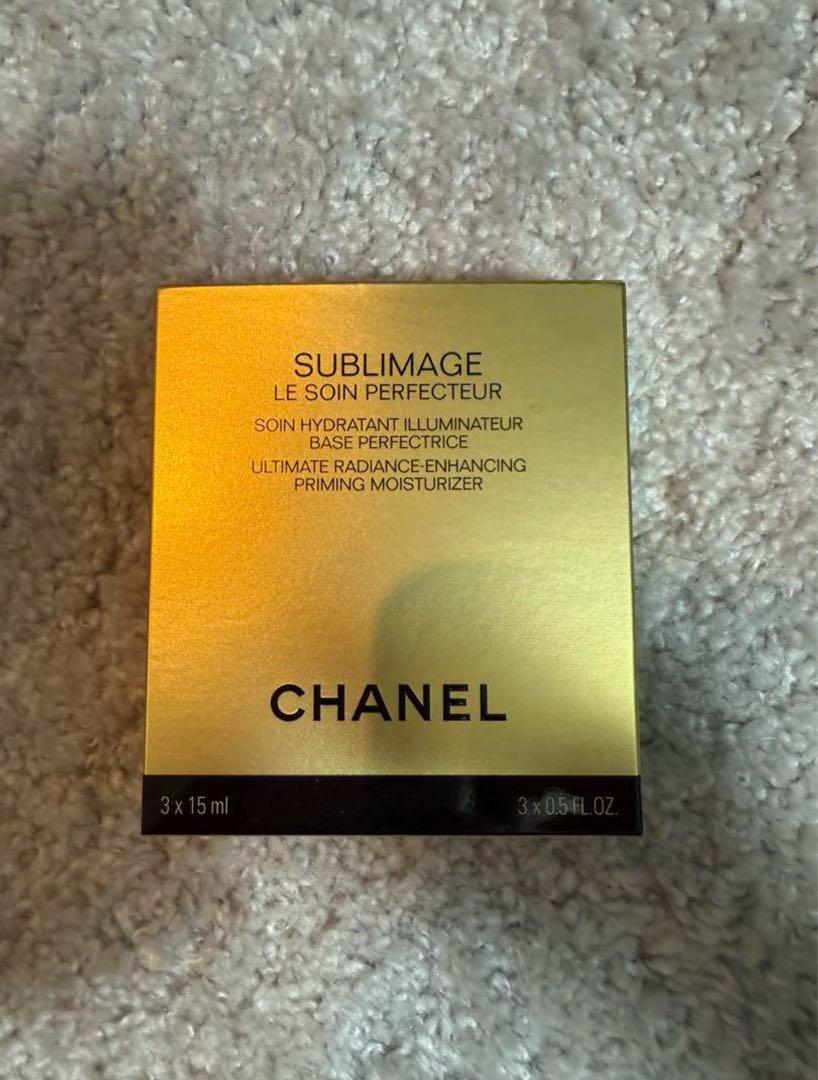 SUBLIMAGE
LE SOIN PERFECTEUR
SOIN HYDRATANT ILLUMINATEUR
BASE PERFECTRICE
ULTIMATE RADIANCE-ENHANCING
PRIMING MOISTURIZER
CHANEL
3 x 15 ml
3 x 0.5 FL.OZ.